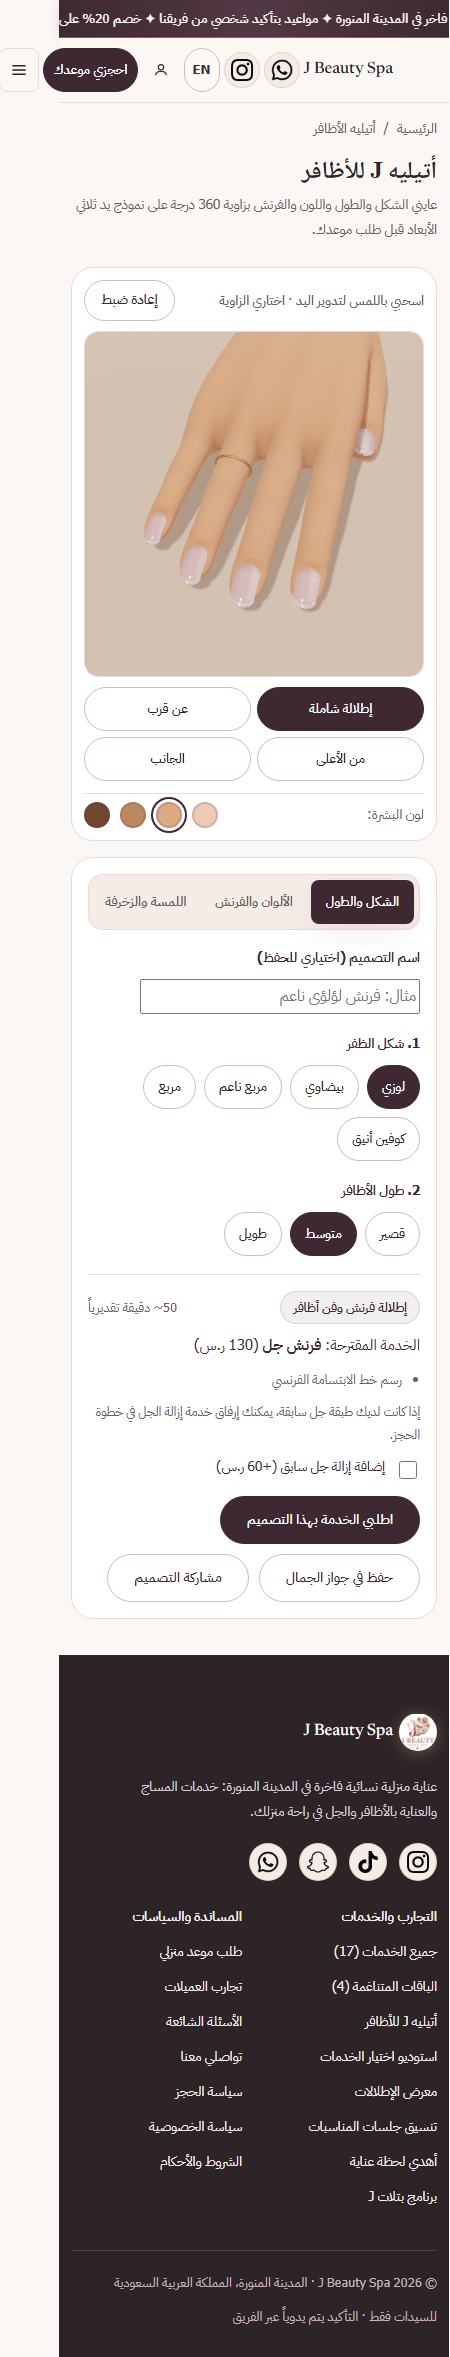 فاخر في المدينة المنورة ✦ مواعيد بتأكيد شخصي من فريقنا ✦ خصم 20% على
J Beauty Spa
EN
احجزي موعدك
الرئيسية / أتيليه الأظافر
أتيليه J للأظافر
عايني الشكل والطول واللون والفرنش بزاوية 360 درجة على نموذج يد ثلاثي
الأبعاد قبل طلب موعدك.
اسحبي باللمس لتدوير اليد · اختاري الزاوية
إعادة ضبط
إطلالة شاملة
عن قرب
من الأعلى
الجانب
لون البشرة:
الشكل والطول
الألوان والفرنش
اللمسة والزخرفة
اسم التصميم (اختياري للحفظ)
مثال: فرنش لؤلؤي ناعم
1. شكل الظفر
لوزي
بيضاوي
مربع ناعم
مربع
كوفين أنيق
2. طول الأظافر
قصير
متوسط
طويل
إطلالة فرنش وفن أظافر
~50 دقيقة تقديرياً
الخدمة المقترحة: فرنش جل (130 ر.س)
رسم خط الابتسامة الفرنسي
إذا كانت لديك طبقة جل سابقة، يمكنك إرفاق خدمة إزالة الجل في خطوة
الحجز.
إضافة إزالة جل سابق (+60 ر.س)
اطلبي الخدمة بهذا التصميم
حفظ في جواز الجمال
مشاركة التصميم
J BEAUTY
J Beauty Spa
عناية منزلية نسائية فاخرة في المدينة المنورة: خدمات المساج
والعناية بالأظافر والجل في راحة منزلك.
التجارب والخدمات
جميع الخدمات (17)
الباقات المتناغمة (4)
أتيليه J للأظافر
استوديو اختيار الخدمات
معرض الإطلالات
تنسيق جلسات المناسبات
أهدي لحظة عناية
برنامج بتلات J
المساندة والسياسات
طلب موعد منزلي
تجارب العميلات
الأسئلة الشائعة
تواصلي معنا
سياسة الحجز
سياسة الخصوصية
الشروط والأحكام
© 2026 J Beauty Spa · المدينة المنورة، المملكة العربية السعودية
للسيدات فقط · التأكيد يتم يدوياً عبر الفريق